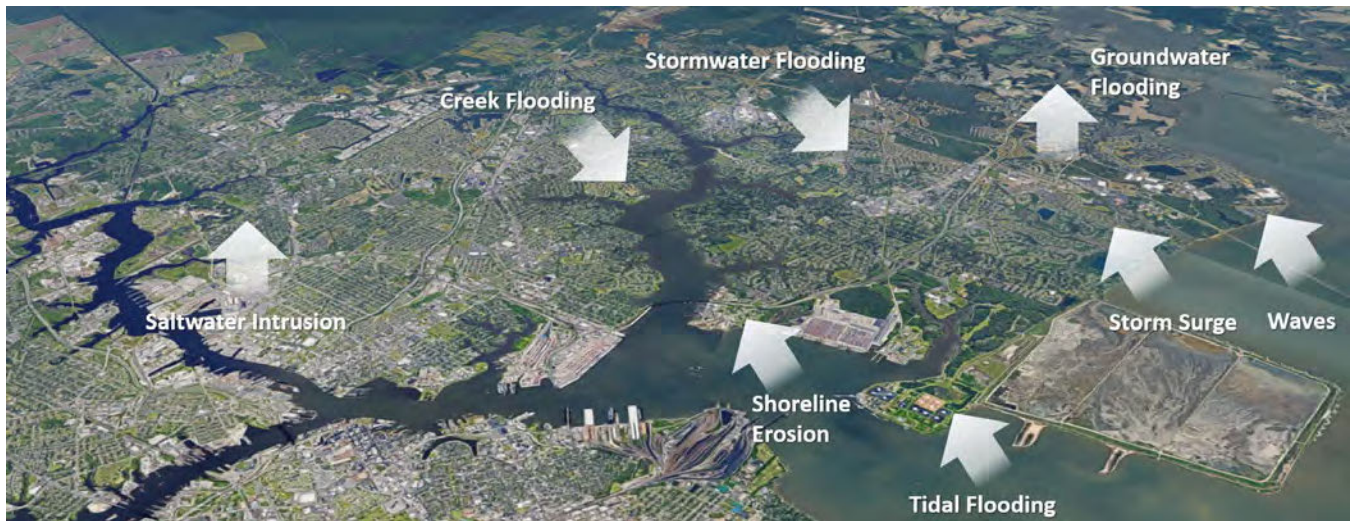 Stormwater Flooding
Groundwater
Flooding
Creek Flooding
Saltwater Intrusion
Storm Surge
Waves
Shoreline
Erosion
Tidal Flooding